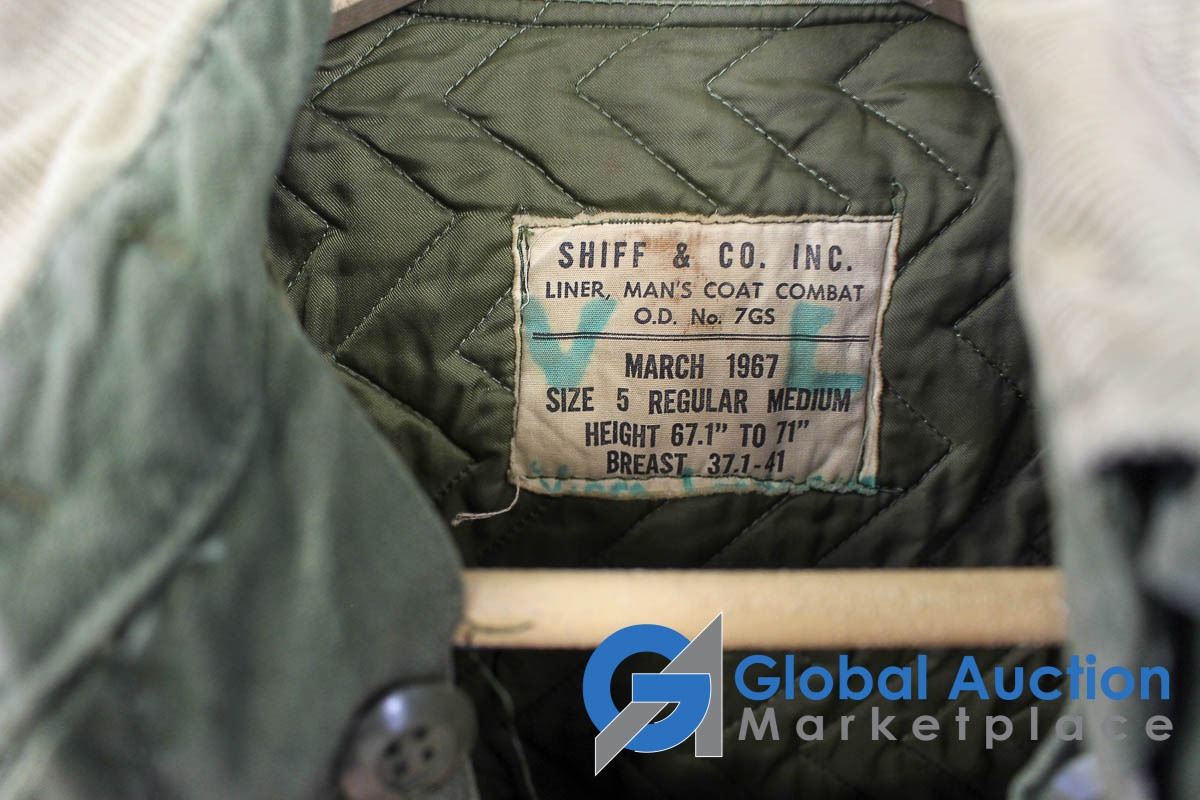 SHIFF & CO. INC.
LINER, MAN'S COAT COMBAT
O.D. No. 7GS
V E
MARCH 1967
SIZE 5 REGULAR MEDIUM
HEIGHT 67.1" TO 71"
BREAST 37.1-41
Global Auction
Marketplace